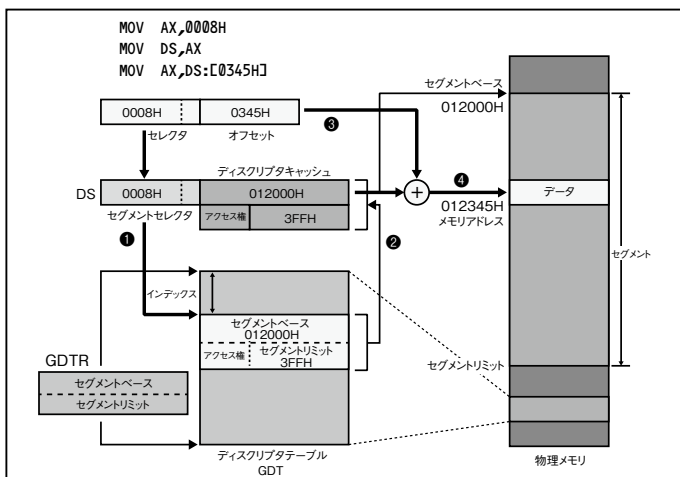 MOV AX,0008H
MOV DS,AX
MOV AX,DS:[0345H]
セグメントベース
012000H
0008H
0345H
セレクタ
オフセット
❸
ディスクリプタキャッシュ
DS
0008H
012000H
アクセス権
3FFH
セグメントセレクタ
❶
❷
+
❹
012345H
メモリアドレス
データ
セグメント
インデックス
セグメントベース
012000H
アクセス権
セグメントリミット
3FFH
GDTR
セグメントベース
セグメントリミット
セグメントリミット
ディスクリプタテーブル
GDT
物理メモリ